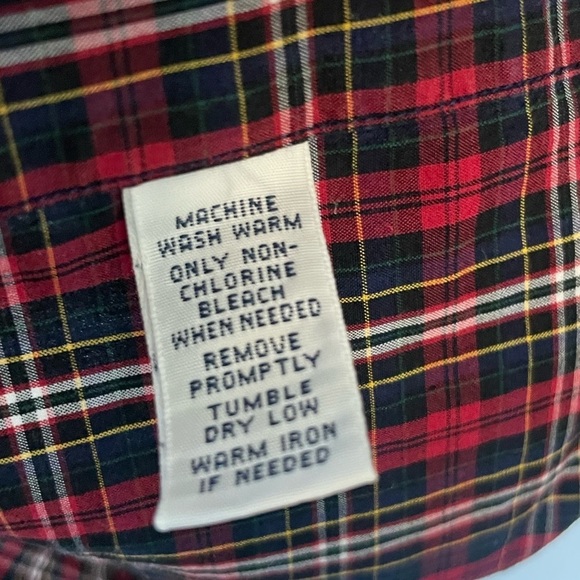 MACHINE
WASH WARM
ONLY NON-
CHLORINE
BLEACH
WHEN NEEDED
REMOVE
PROMPTLY
TUMBLE
DRY LOW
WARM IRON
IF NEEDED